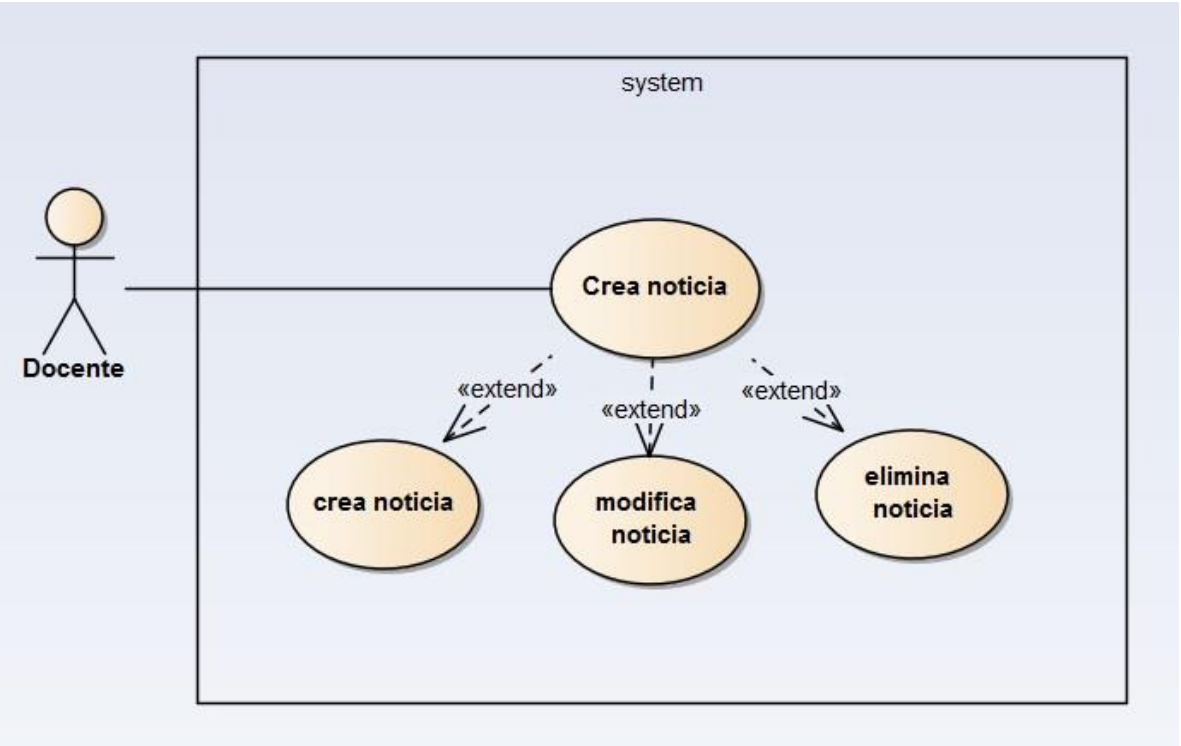 system
Crea noticia
Docente
«extend»
«extend»
«extend»
crea noticia
modifica
noticia
elimina
noticia